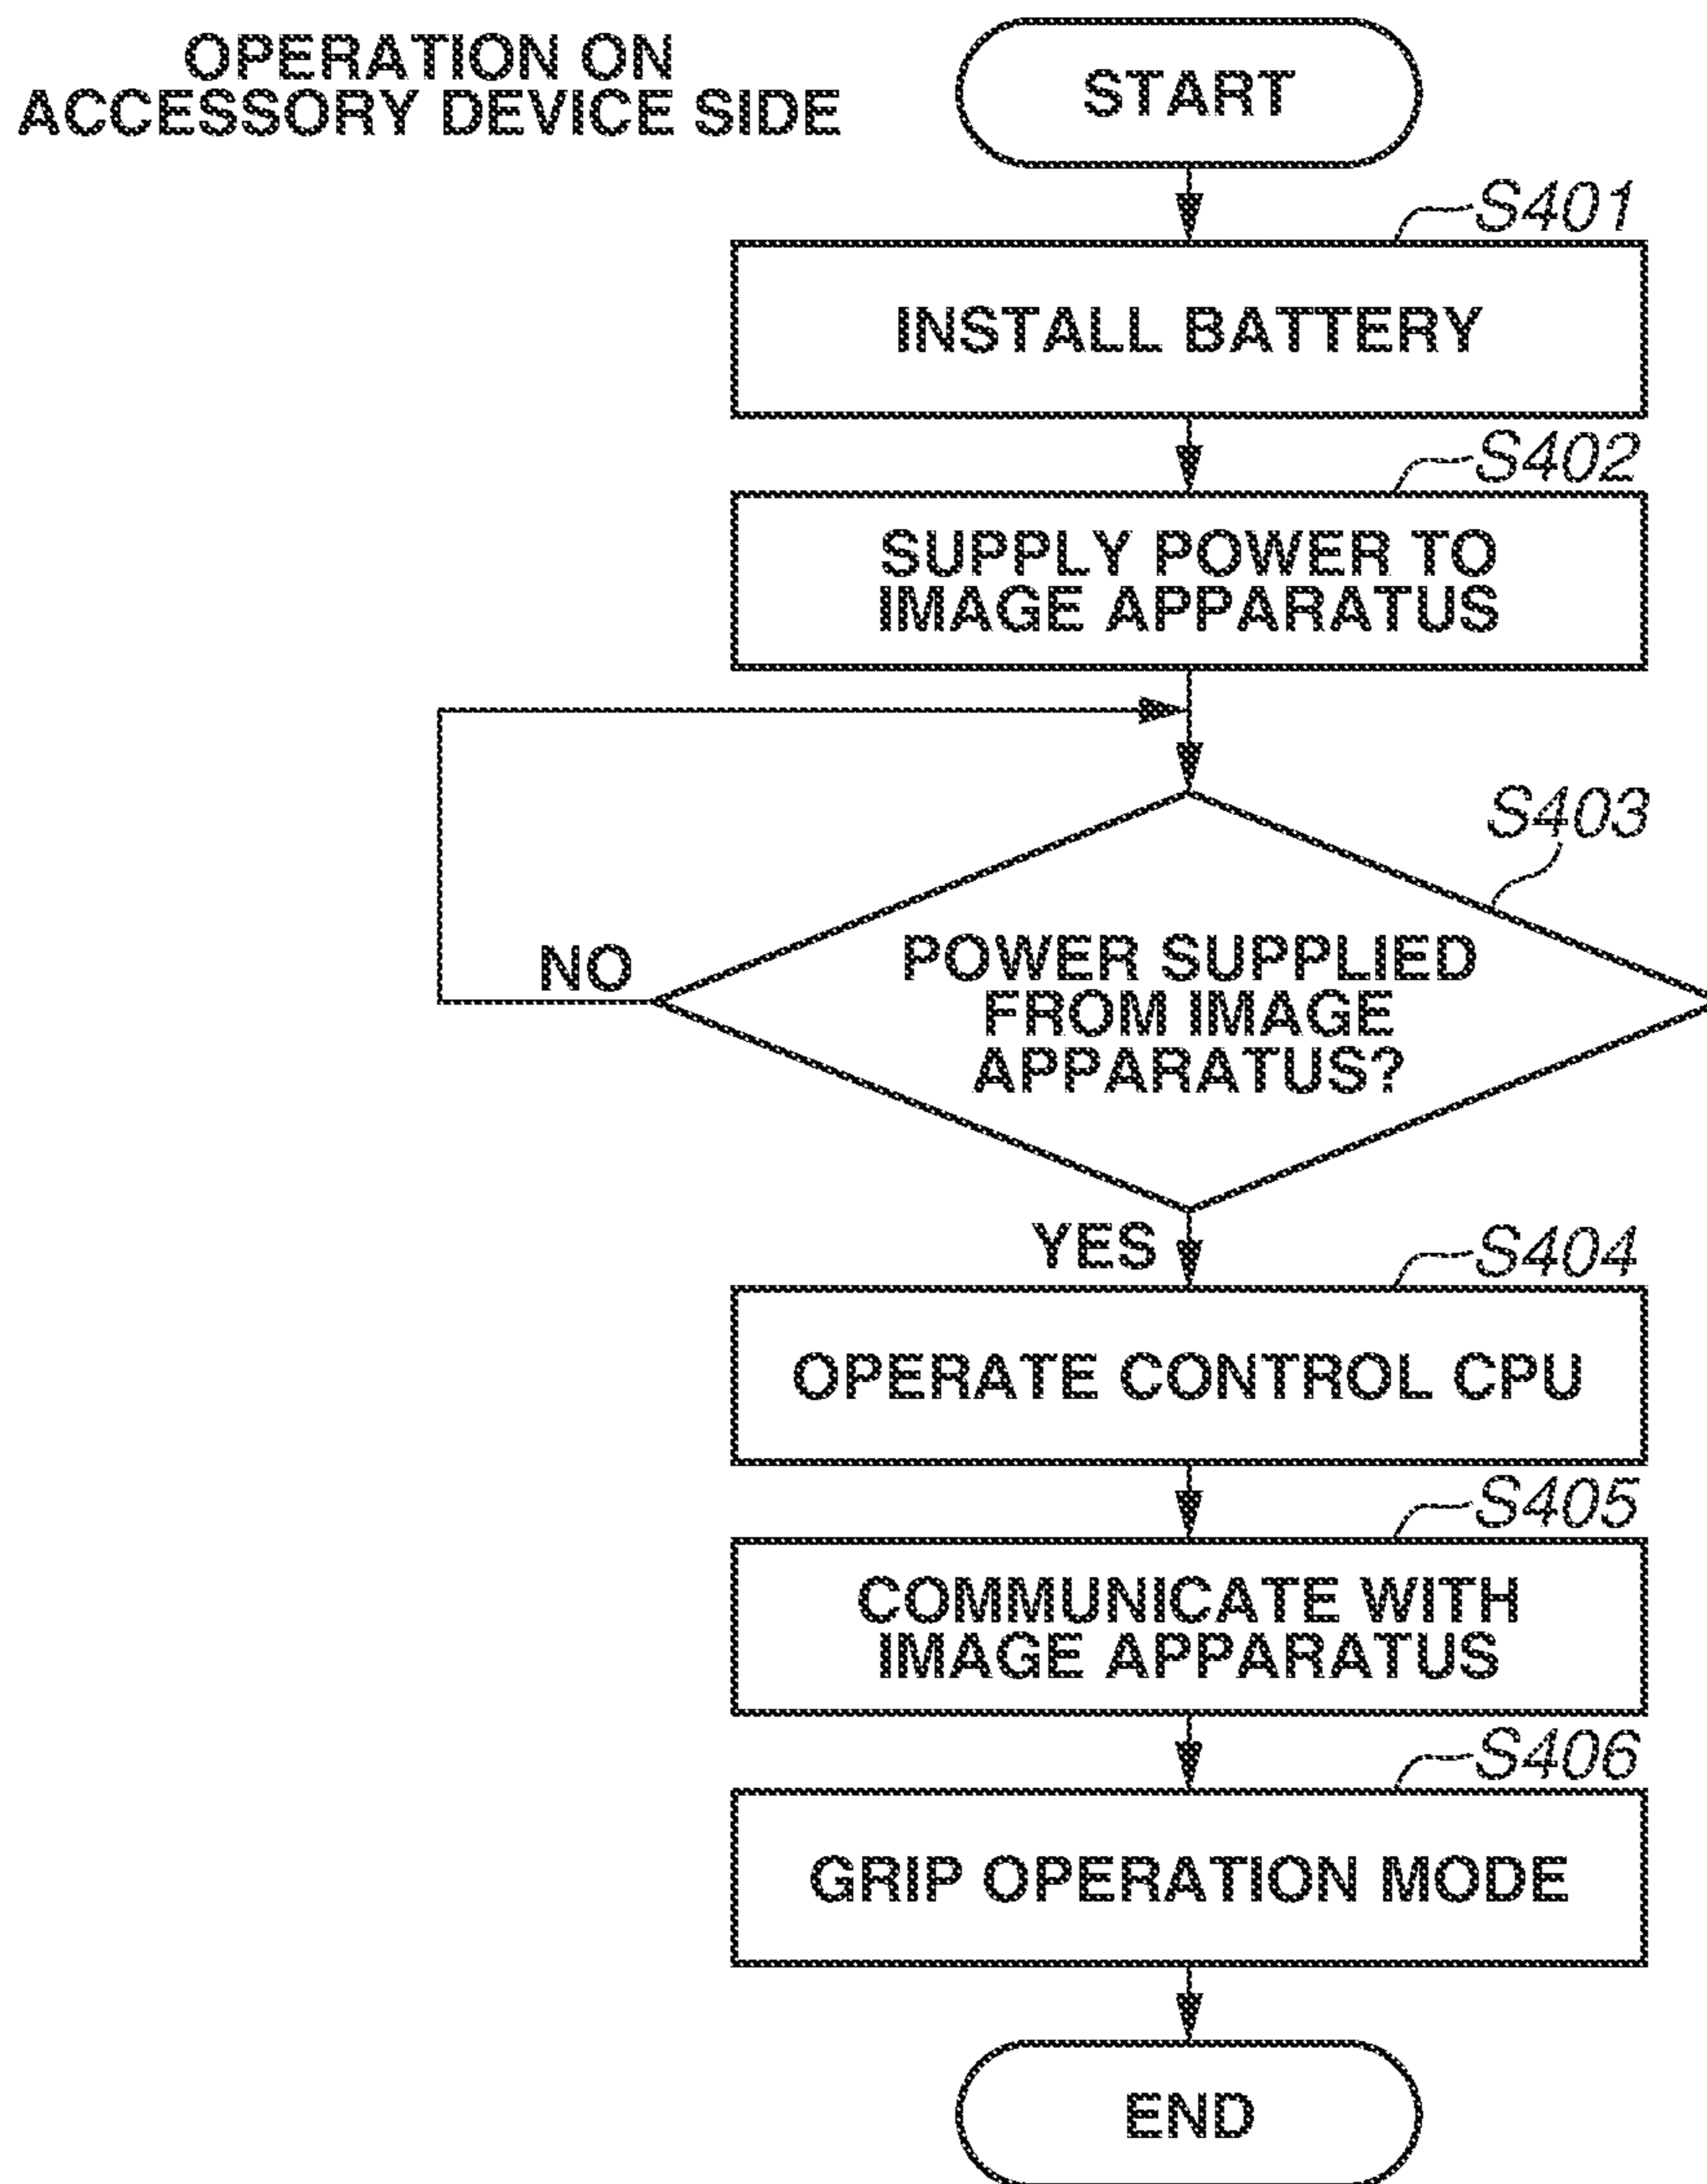 OPERATION ON
ACCESSORY DEVICE SIDE
START
S401
INSTALL BATTERY
S402
SUPPLY POWER TO
IMAGE APPARATUS
S403
POWER SUPPLIED
FROM IMAGE
APPARATUS?
NO
YES
S404
OPERATE CONTROL CPU
S405
COMMUNICATE WITH
IMAGE APPARATUS
S406
GRIP OPERATION MODE
END